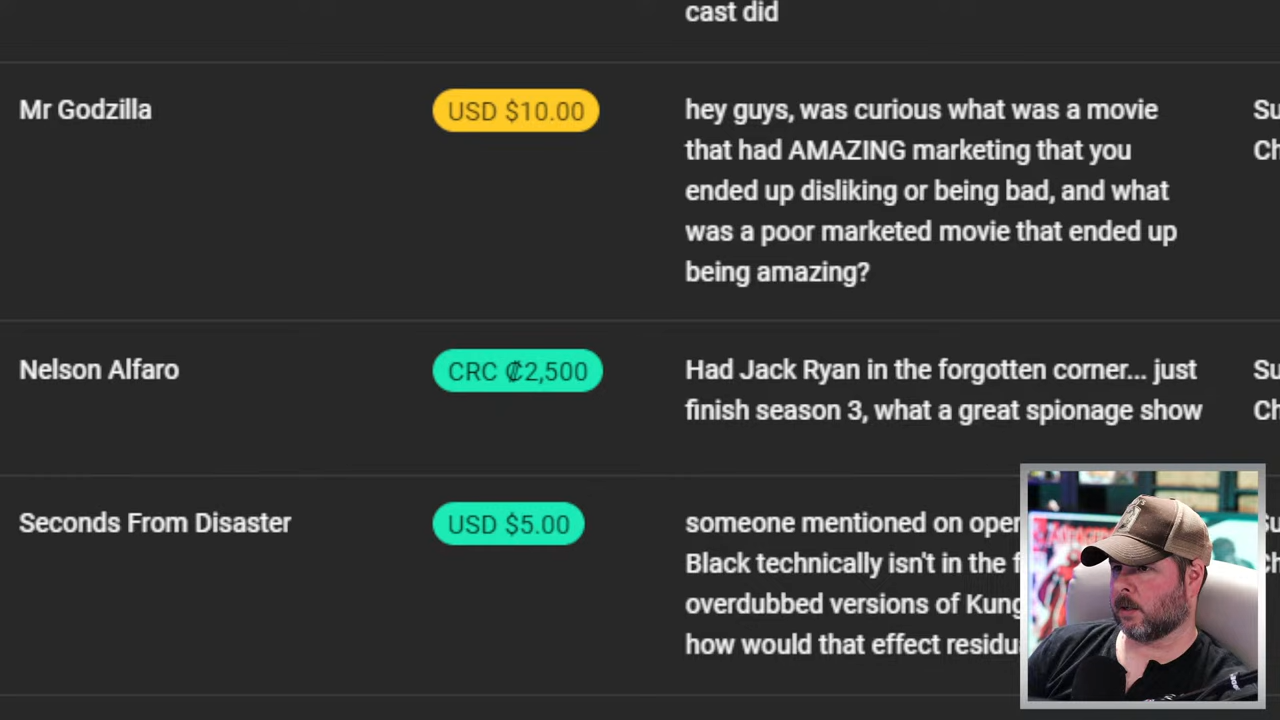 cast did
Mr Godzilla
USD $10.00
hey guys, was curious what was a movie
that had AMAZING marketing that you
ended up disliking or being bad, and what
was a poor marketed movie that ended up
being amazing?
Nelson Alfaro
CRC ₡2,500
Had Jack Ryan in the forgotten corner... just
finish season 3, what a great spionage show
Seconds From Disaster
USD $5.00
someone mentioned on
Black technically isn't in the
overdubbed versions of Kung
how would that effect